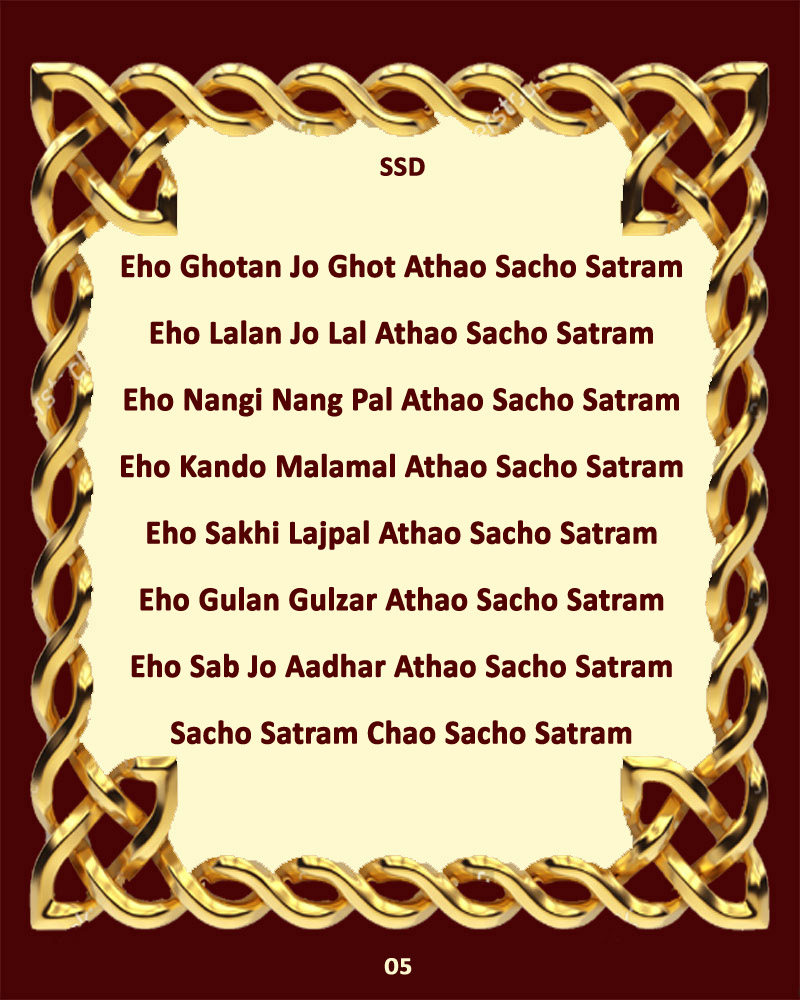 SSD
Eho Ghotan Jo Ghot Athao Sacho Satram
Eho Lalan Jo Lal Athao Sacho Satram
Eho Nangi Nang Pal Athao Sacho Satram
Eho Kando Malamal Athao Sacho Satram
Eho Sakhi Lajpal Athao Sacho Satram
Eho Gulan Gulzar Athao Sacho Satram
Eho Sab Jo Aadhar Athao Sacho Satram
Sacho Satram Chao Sacho Satram
05